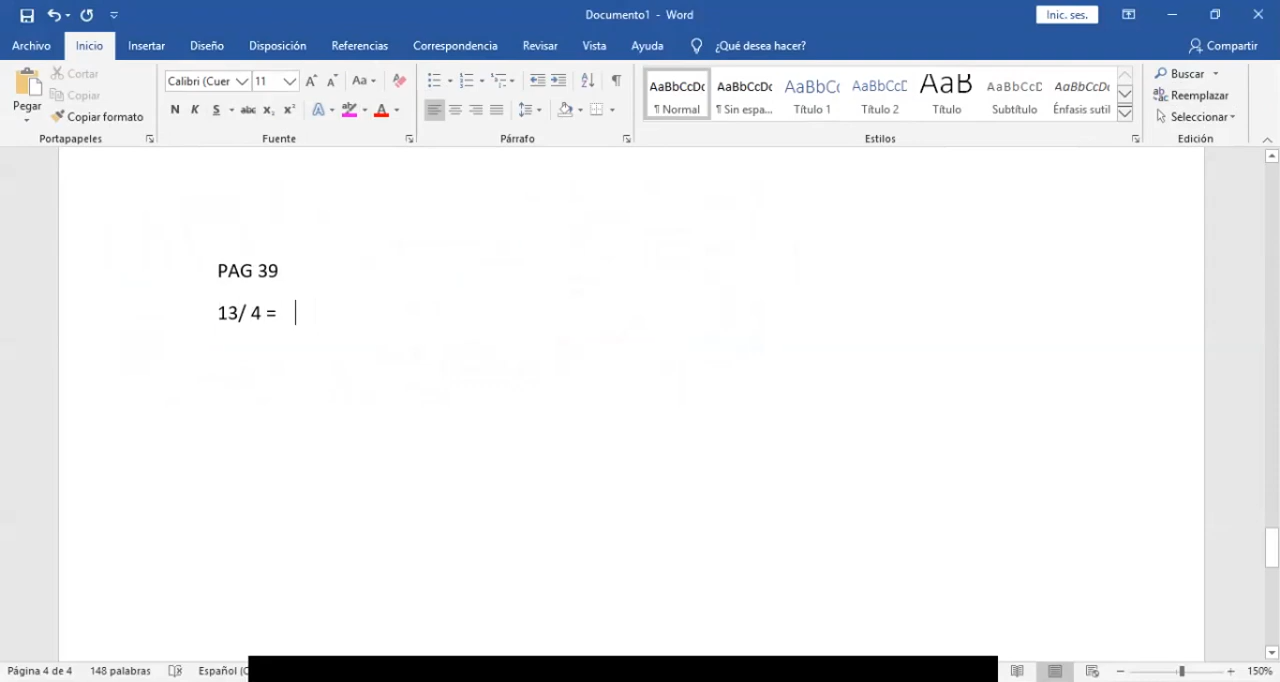 Documento1 - Word
Inic. ses.
Archivo Inicio Insertar Diseño Disposición Referencias Correspondencia Revisar Vista Ayuda ¿Qué desea hacer? Compartir
Pegar
Cortar
Copiar
Copiar formato
Portapapeles
Calibri (Cuer 11
N K S abc x₂ x²
Fuente
Párrafo
AaBbCcDc
¶ Normal
AaBbCcDc
¶ Sin espa...
AaBbCc
Título 1
AaBbCcD
Título 2
AaB
Título
AaBbCcD
Subtítulo
AaBbCcDc
Énfasis sutil
Estilos
Buscar
Reemplazar
Seleccionar
Edición
PAG 39
13/ 4 =
Página 4 de 4 148 palabras Español 150%